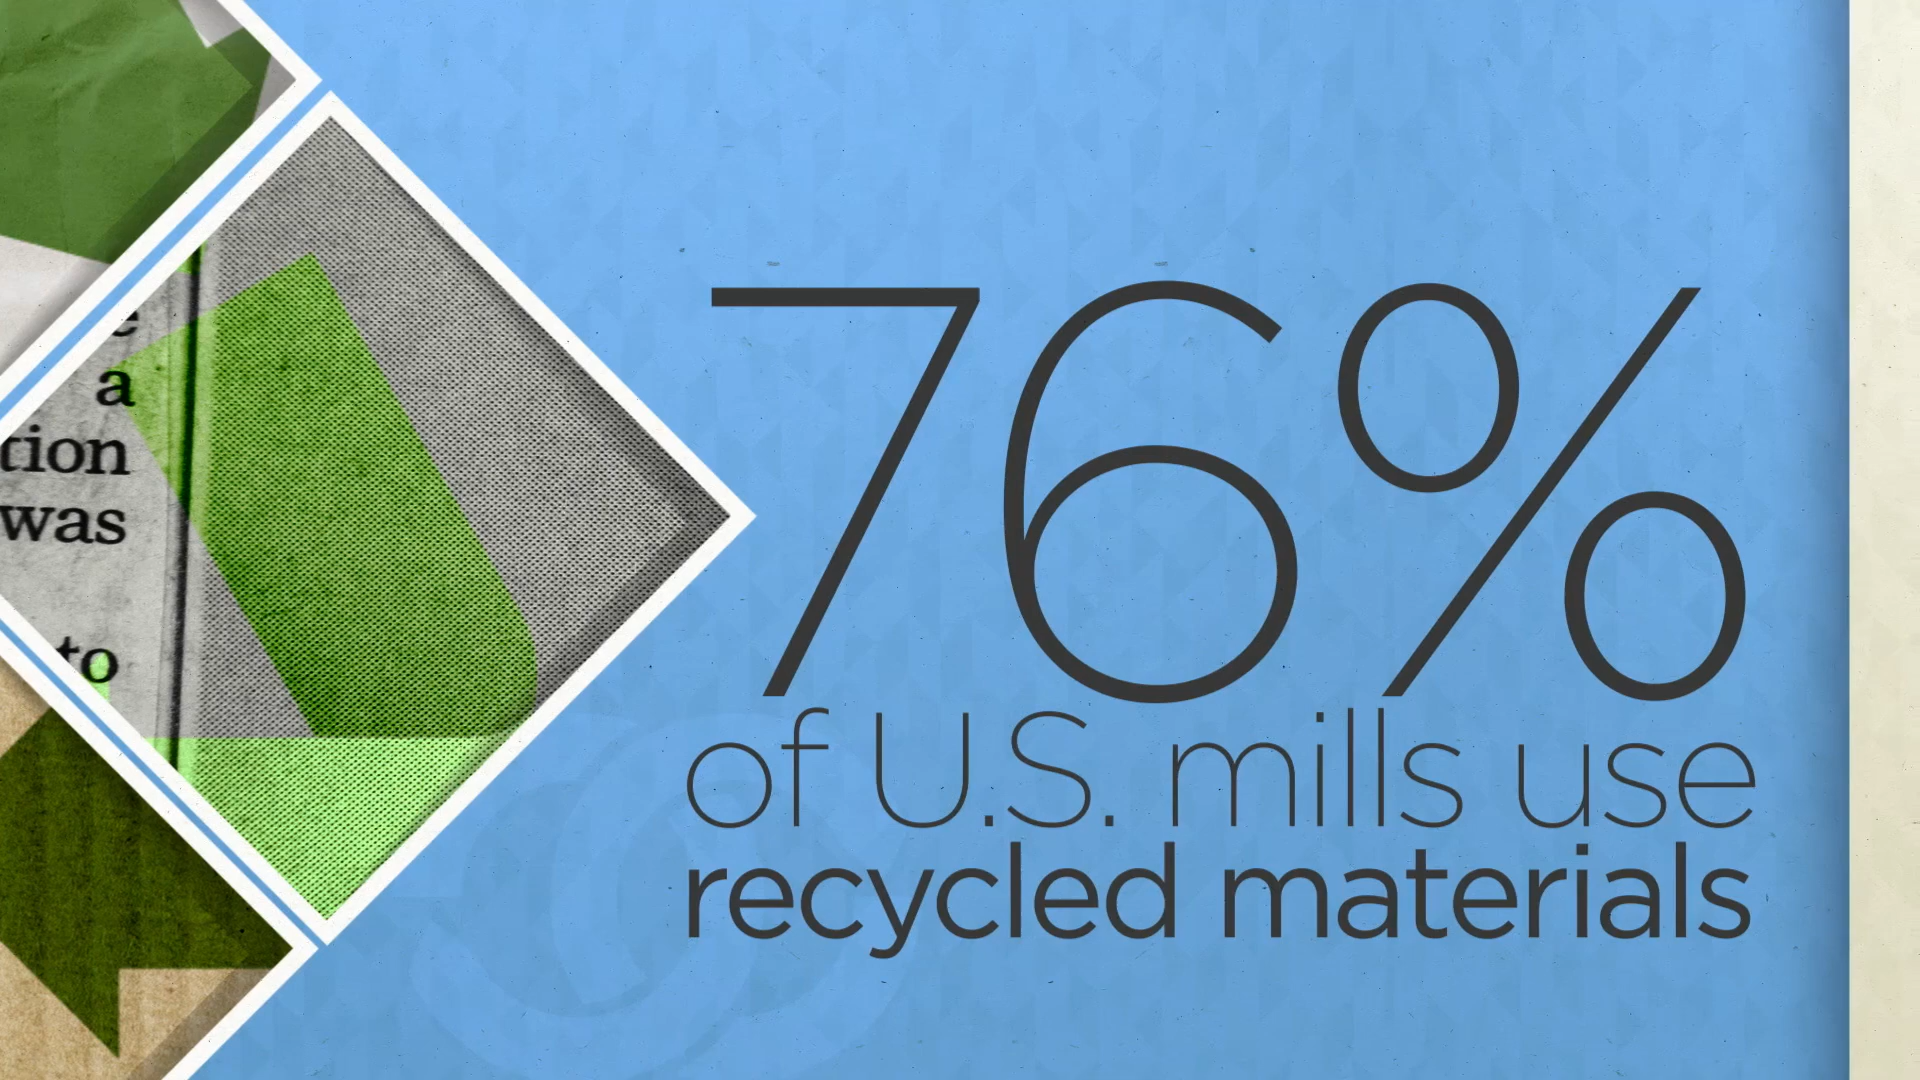 e
a
tion
was
to
76%
of U.S. mills use
recycled materials